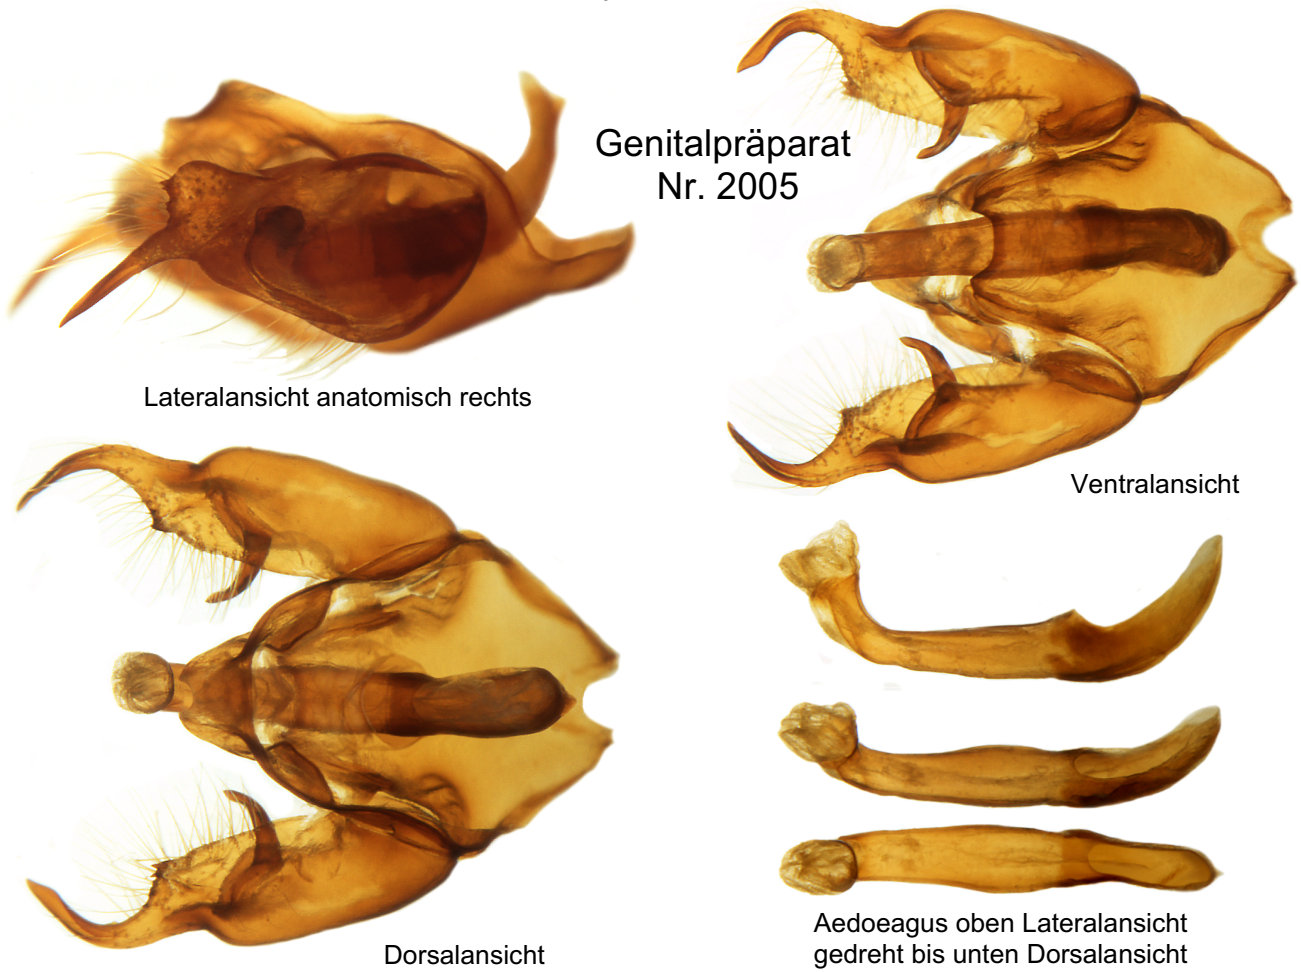 Genitalpräparat
Nr. 2005
Lateralansicht anatomisch rechts
Ventralansicht
Dorsalansicht
Aedoeagus oben Lateralansicht
gedreht bis unten Dorsalansicht